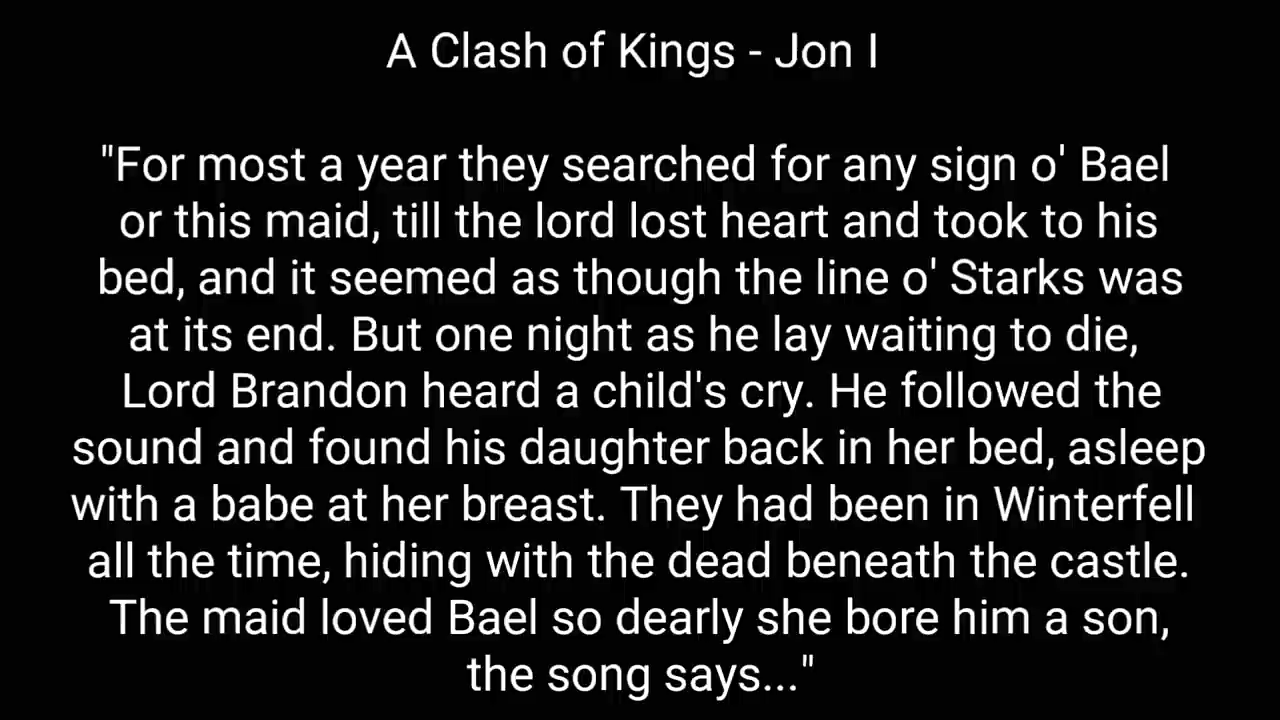 A Clash of Kings - Jon I
"For most a year they searched for any sign o' Bael
or this maid, till the lord lost heart and took to his
bed, and it seemed as though the line o' Starks was
at its end. But one night as he lay waiting to die,
Lord Brandon heard a child's cry. He followed the
sound and found his daughter back in her bed, asleep
with a babe at her breast. They had been in Winterfell
all the time, hiding with the dead beneath the castle.
The maid loved Bael so dearly she bore him a son,
the song says..."